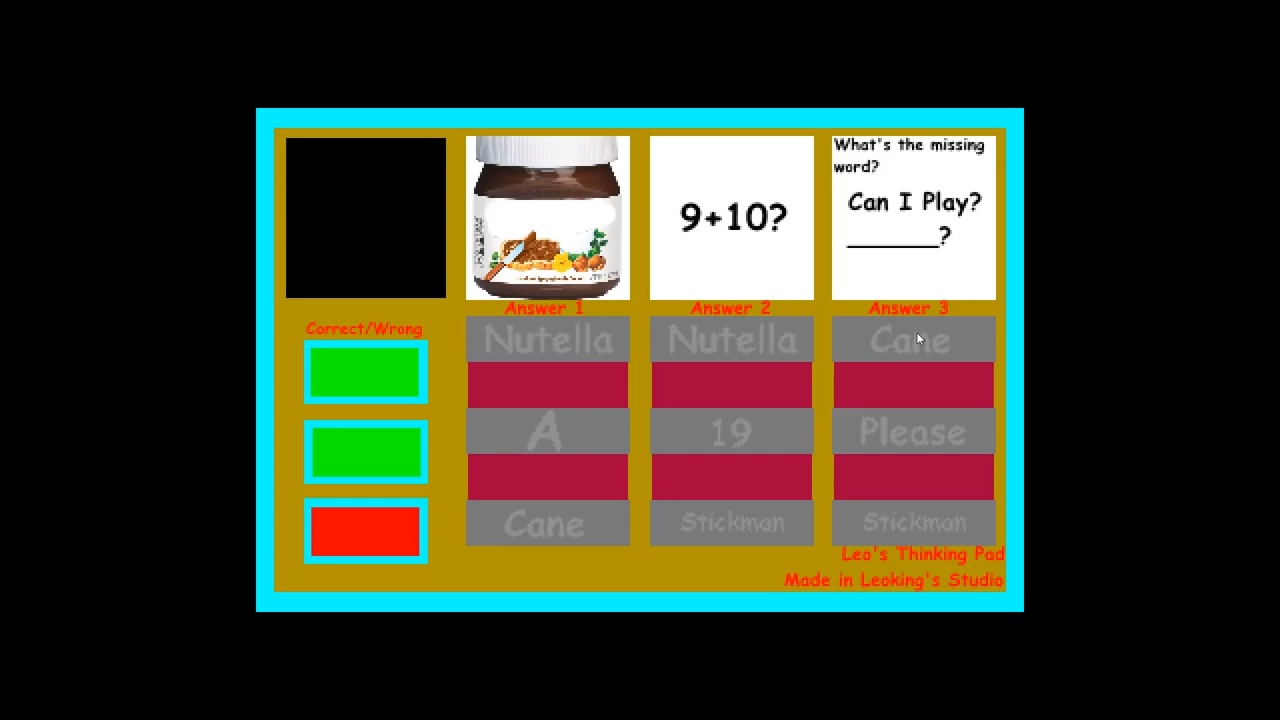 What's the missing
word?
Can I Play?
_______?
9+10?
Answer 1
Answer 2
Answer 3
Correct/Wrong
Nutella
Nutella
Cane
A
19
Please
Cane
Stickman
Stickman
Leo's Thinking Pad
Made in Leoking's Studio